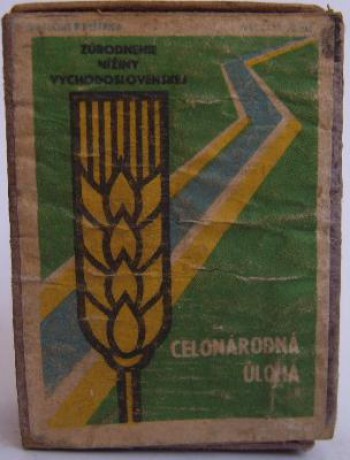 ZÚRODNENIE
NÍŽINY
VÝCHODOSLOVENSKEJ
CELONÁRODNÁ
ÚLOHA